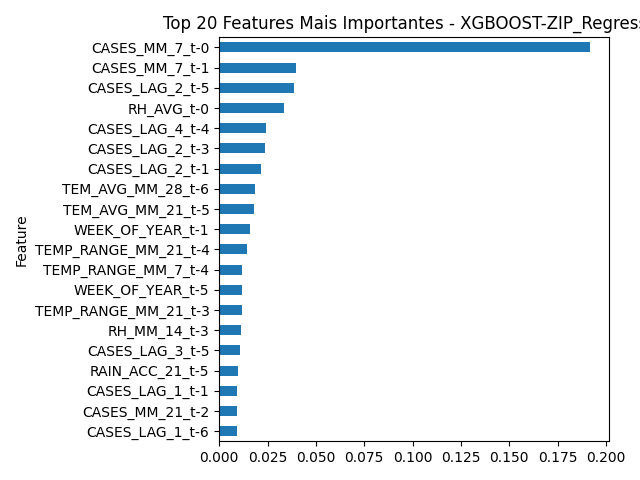 Top 20 Features Mais Importantes - XGBOOST-ZIP_Regress
CASES_MM_7_t-0
CASES_MM_7_t-1
CASES_LAG_2_t-5
RH_AVG_t-0
CASES_LAG_4_t-4
CASES_LAG_2_t-3
CASES_LAG_2_t-1
TEM_AVG_MM_28_t-6
TEM_AVG_MM_21_t-5
WEEK_OF_YEAR_t-1
TEMP_RANGE_MM_21_t-4
TEMP_RANGE_MM_7_t-4
WEEK_OF_YEAR_t-5
TEMP_RANGE_MM_21_t-3
RH_MM_14_t-3
CASES_LAG_3_t-5
RAIN_ACC_21_t-5
CASES_LAG_1_t-1
CASES_MM_21_t-2
CASES_LAG_1_t-6
Feature
0.000 0.025 0.050 0.075 0.100 0.125 0.150 0.175 0.200